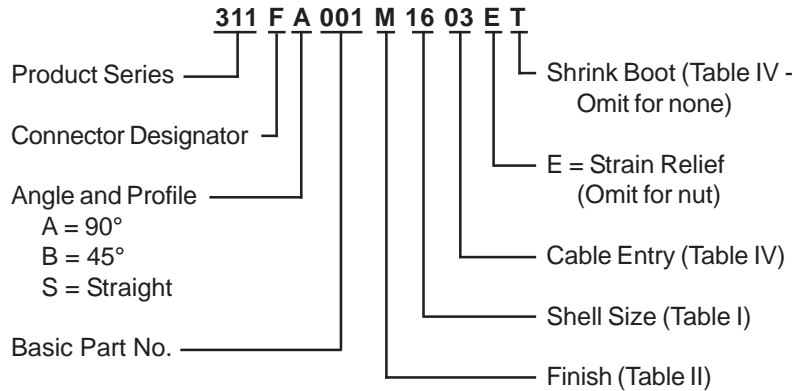 311 F A 001 M 16 03 E T
Product Series
Connector Designator
Angle and Profile
A = 90°
B = 45°
S = Straight
Basic Part No.
Shrink Boot (Table IV -
Omit for none)
E = Strain Relief
(Omit for nut)
Cable Entry (Table IV)
Shell Size (Table I)
Finish (Table II)